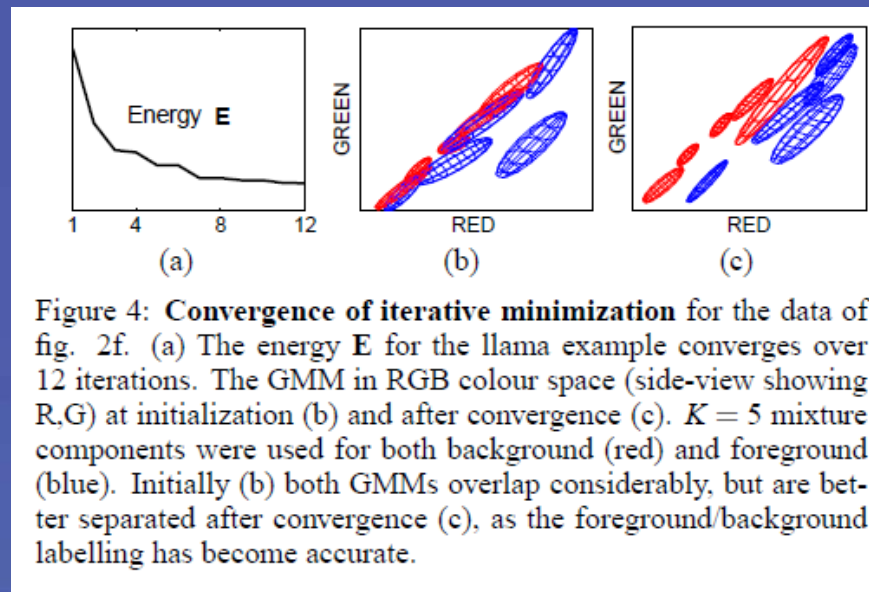 Energy E
1 4 8 12
(a)
GREEN
RED
(b)
GREEN
RED
(c)
Figure 4: Convergence of iterative minimization for the data of
fig. 2f. (a) The energy E for the llama example converges over
12 iterations. The GMM in RGB colour space (side-view showing
R,G) at initialization (b) and after convergence (c). K = 5 mixture
components were used for both background (red) and foreground
(blue). Initially (b) both GMMs overlap considerably, but are bet-
ter separated after convergence (c), as the foreground/background
labelling has become accurate.